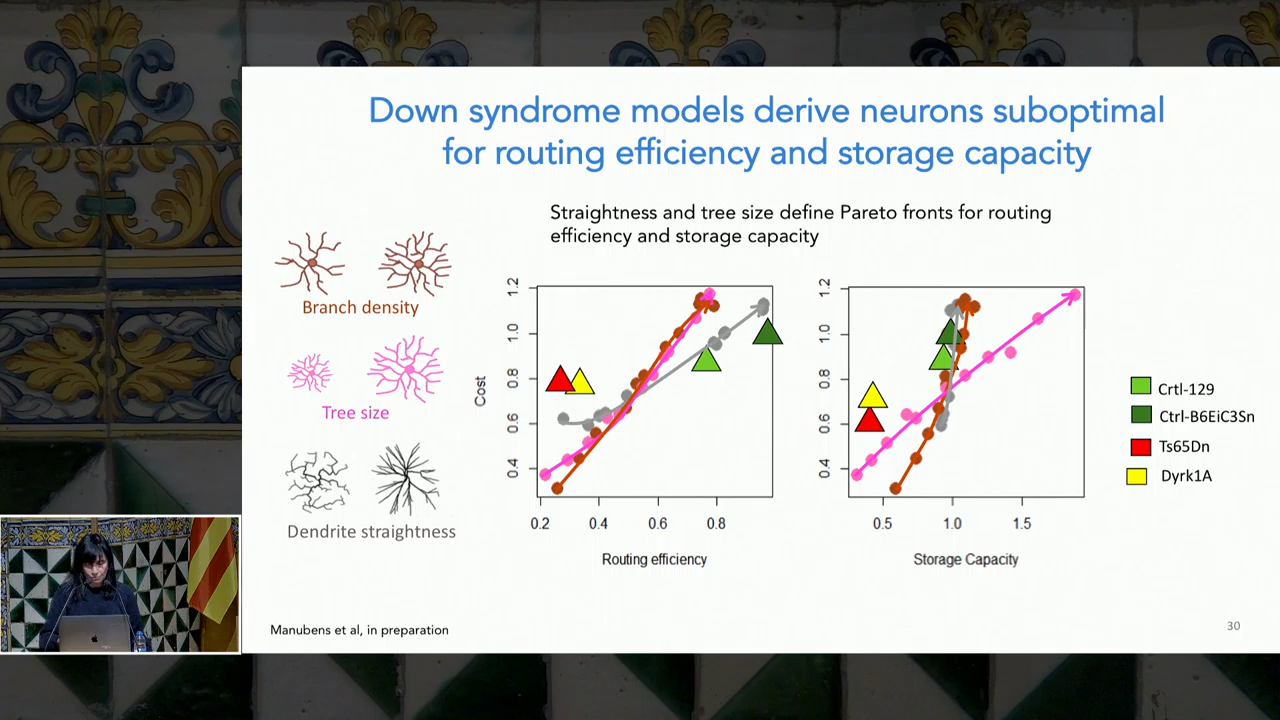 Down syndrome models derive neurons suboptimal
for routing efficiency and storage capacity
Straightness and tree size define Pareto fronts for routing
efficiency and storage capacity
Branch density
Tree size
Dendrite straightness
Cost
1.2
1.0
0.8
0.6
0.4
0.2 0.4 0.6 0.8
Routing efficiency
1.2
1.0
0.8
0.6
0.4
0.5 1.0 1.5
Storage Capacity
Crtl-129
Ctrl-B6EiC3Sn
Ts65Dn
Dyrk1A
Manubens et al, in preparation
30